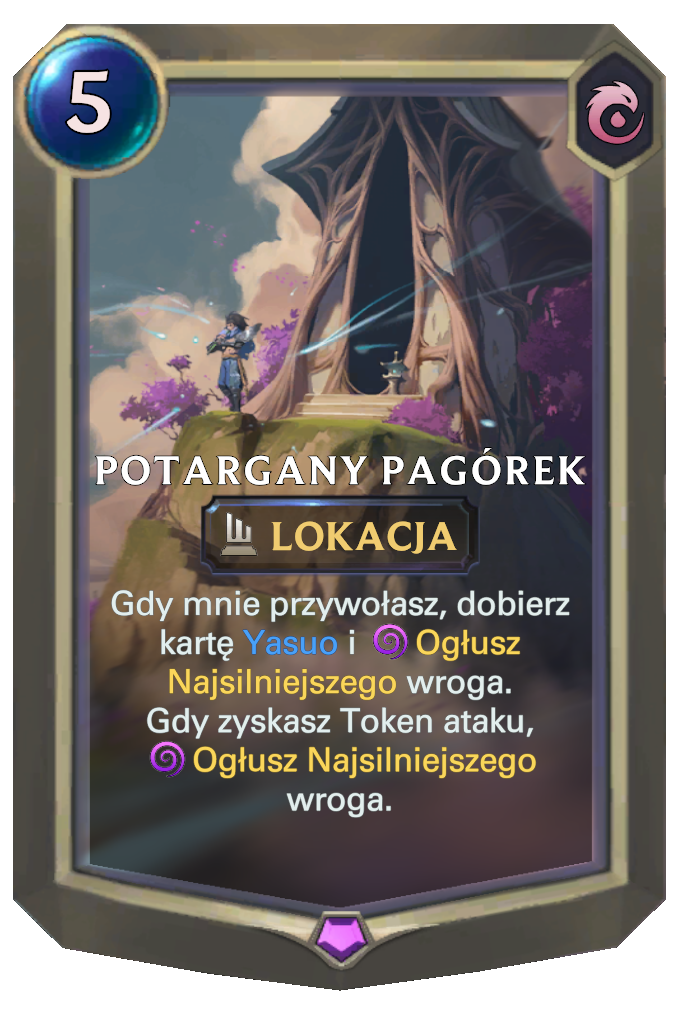 5
POTARGANY PAGÓREK
LOKACJA
Gdy mnie przywołasz, dobierz
kartę Yasuo i Ogłusz
Najsilniejszego wroga.
Gdy zyskasz Token ataku,
Ogłusz Najsilniejszego
wroga.